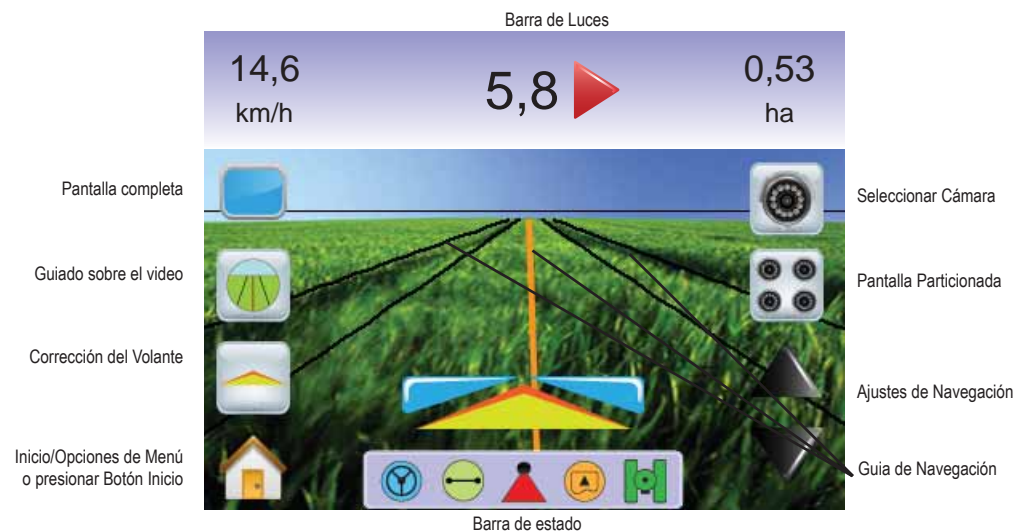 Barra de Luces
14,6
km/h
5,8
0,53
ha
Pantalla completa
Seleccionar Cámara
Guiado sobre el video
Pantalla Particionada
Corrección del Volante
Ajustes de Navegación
Inicio/Opciones de Menú
o presionar Botón Inicio
Guia de Navegación
Barra de estado